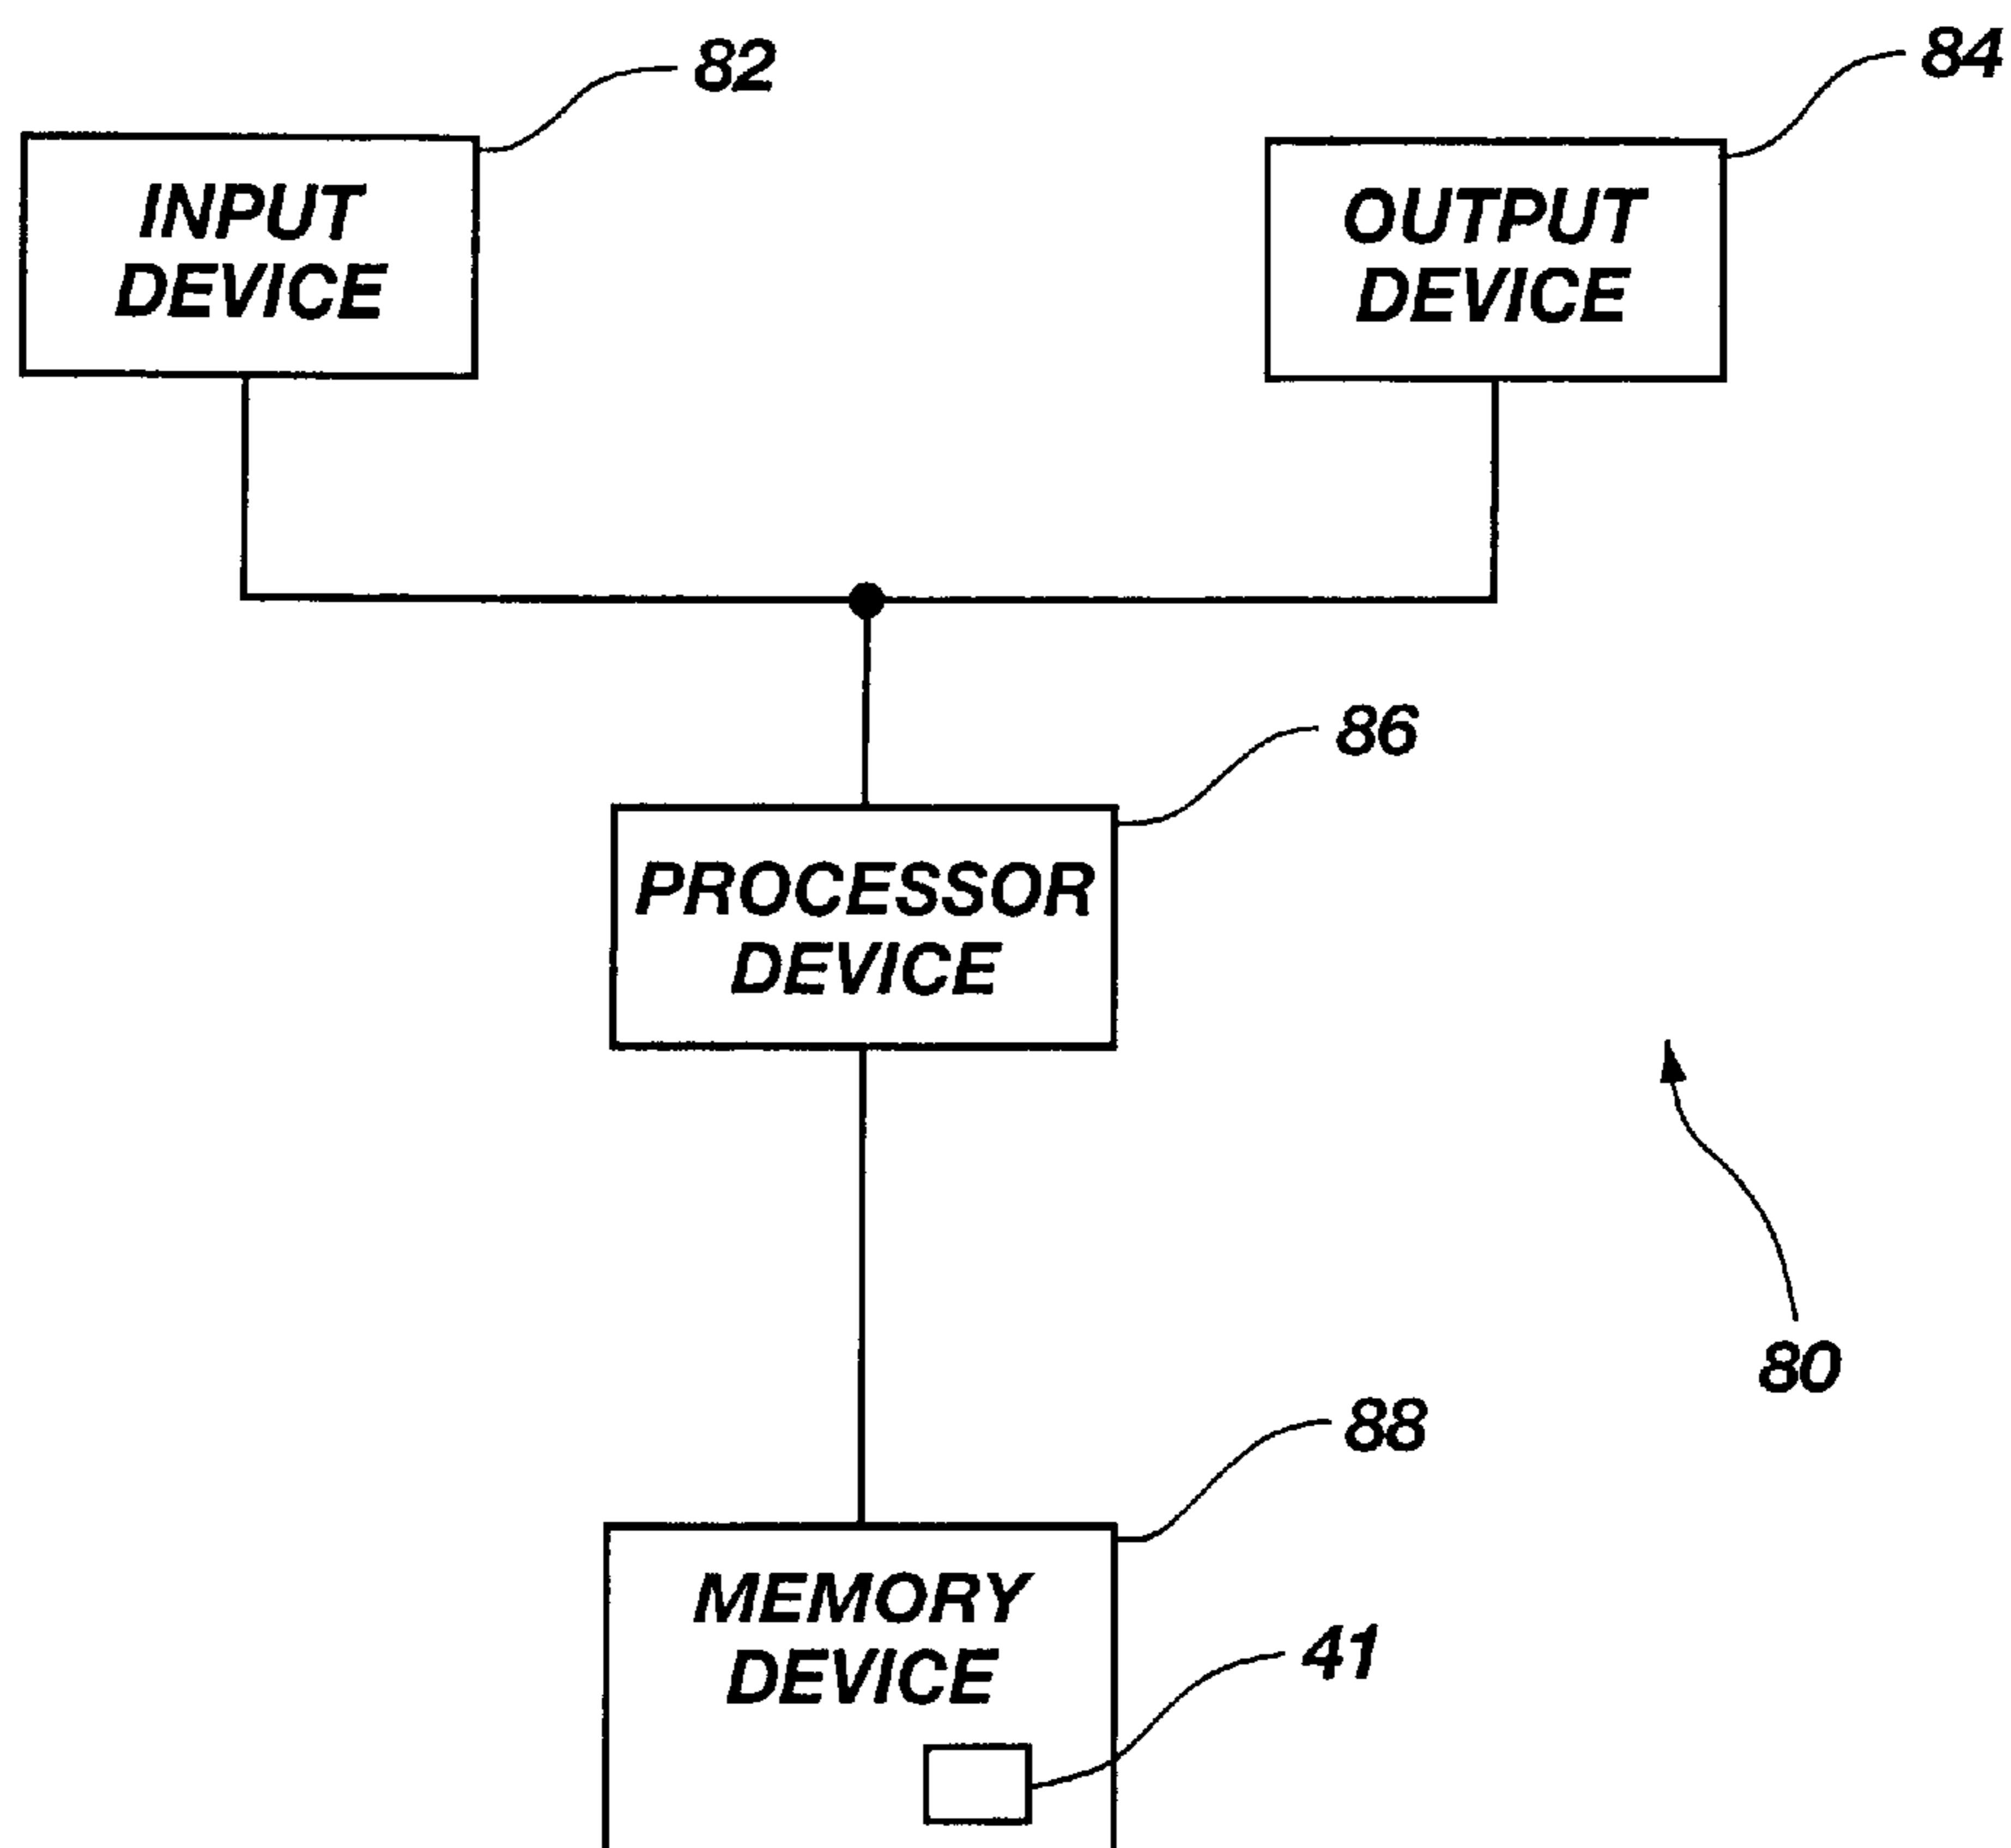 82
84
INPUT
DEVICE
OUTPUT
DEVICE
86
PROCESSOR
DEVICE
80
88
MEMORY
DEVICE
41